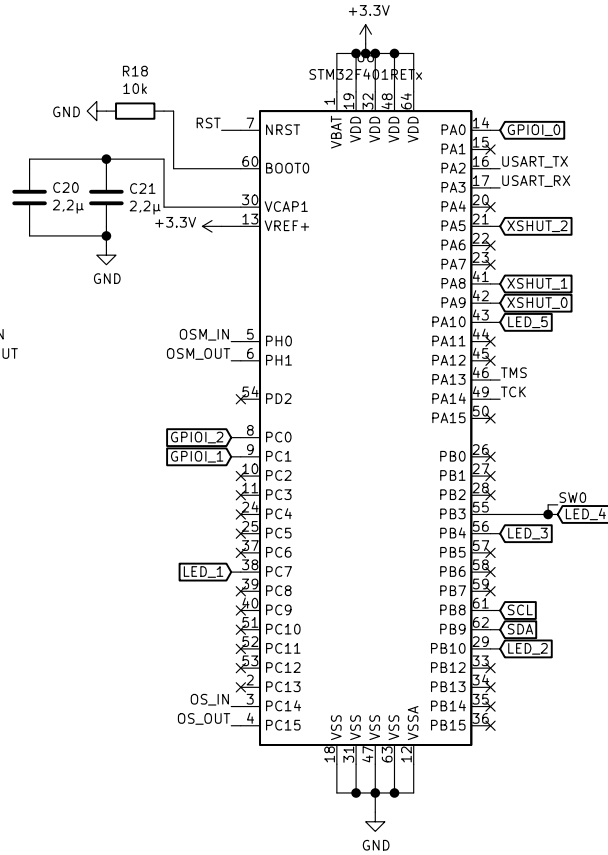 +3.3V
STM32F401RETx
R18
10k
GND
RST
7
NRST
60
BOOT0
C20
2,2µ
C21
2,2µ
30
VCAP1
+3.3V
13
VREF+
GND
1
VBAT
19
VDD
32
VDD
48
VDD
64
VDD
N
UT
OSM_IN
5
PH0
OSM_OUT
6
PH1
54
PD2
GPIOI_2
8
PC0
GPIOI_1
9
PC1
10
PC2
11
PC3
24
PC4
25
PC5
37
PC6
LED_1
38
PC7
39
PC8
40
PC9
51
PC10
52
PC11
53
PC12
2
PC13
OS_IN
3
PC14
OS_OUT
4
PC15
PA0
14
GPIOI_0
PA1
15
PA2
16
USART_TX
PA3
17
USART_RX
PA4
20
PA5
21
XSHUT_2
PA6
22
PA7
23
PA8
41
XSHUT_1
PA9
42
XSHUT_0
PA10
43
LED_5
PA11
44
PA12
45
PA13
46
TMS
PA14
49
TCK
PA15
50
PB0
26
PB1
27
PB2
28
PB3
55
SWO
LED_4
PB4
56
LED_3
PB5
57
PB6
58
PB7
59
PB8
61
SCL
PB9
62
SDA
PB10
29
LED_2
PB12
33
PB13
34
PB14
35
PB15
36
VSS
18
VSS
31
VSS
47
VSS
63
VSSA
12
GND